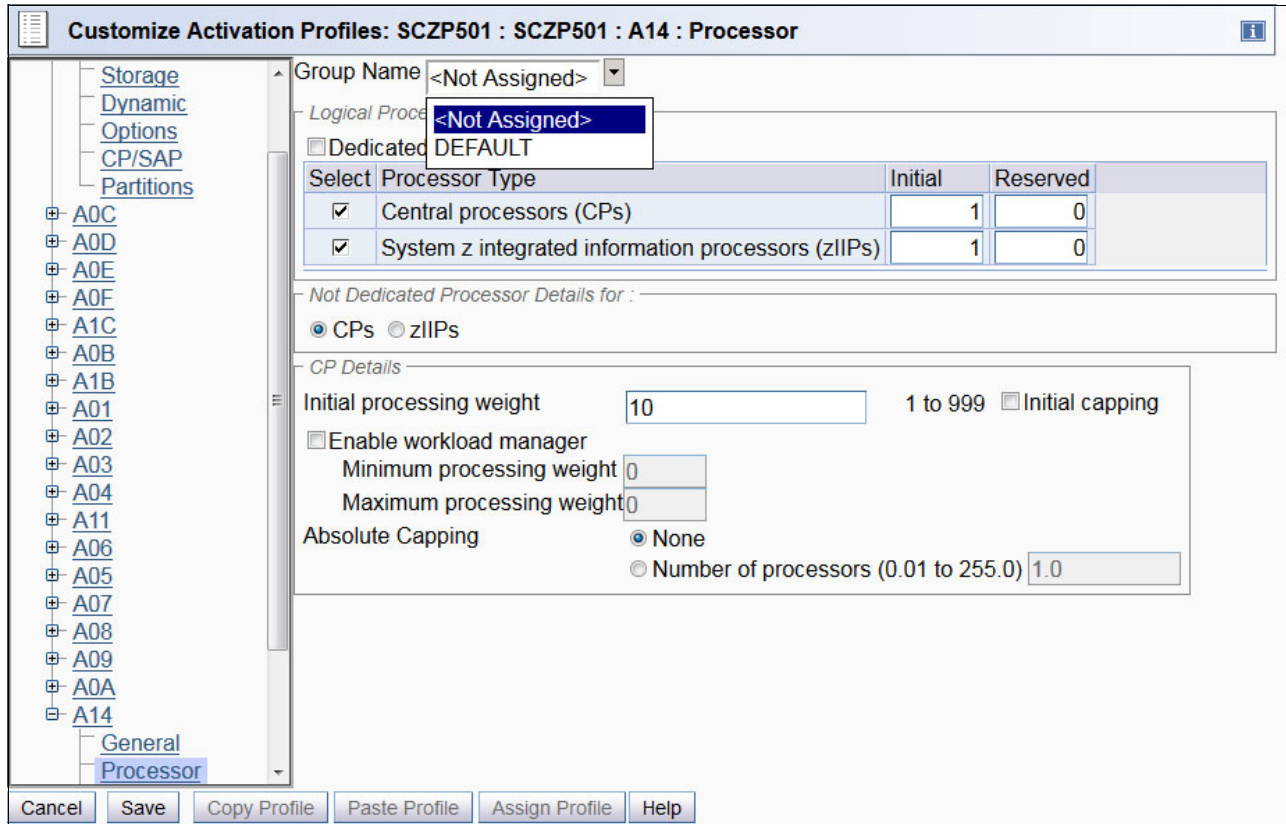 Customize Activation Profiles: SCZP501 : SCZP501 : A14 : Processor
i
Storage
Dynamic
Options
CP/SAP
Partitions
A0C
A0D
A0E
A0F
A1C
A0B
A1B
A01
A02
A03
A04
A11
A06
A05
A07
A08
A09
A0A
A14
General
Processor
Group Name <Not Assigned>
<Not Assigned>
DEFAULT
Logical Proce
Dedicated
Select Processor Type Initial Reserved
Central processors (CPs) 1 0
System z integrated information processors (zIIPs) 1 0
Not Dedicated Processor Details for :
CPs zIIPs
CP Details
Initial processing weight 10 1 to 999 Initial capping
Enable workload manager
Minimum processing weight 0
Maximum processing weight 0
Absolute Capping None
Number of processors (0.01 to 255.0) 1.0
Cancel Save Copy Profile Paste Profile Assign Profile Help